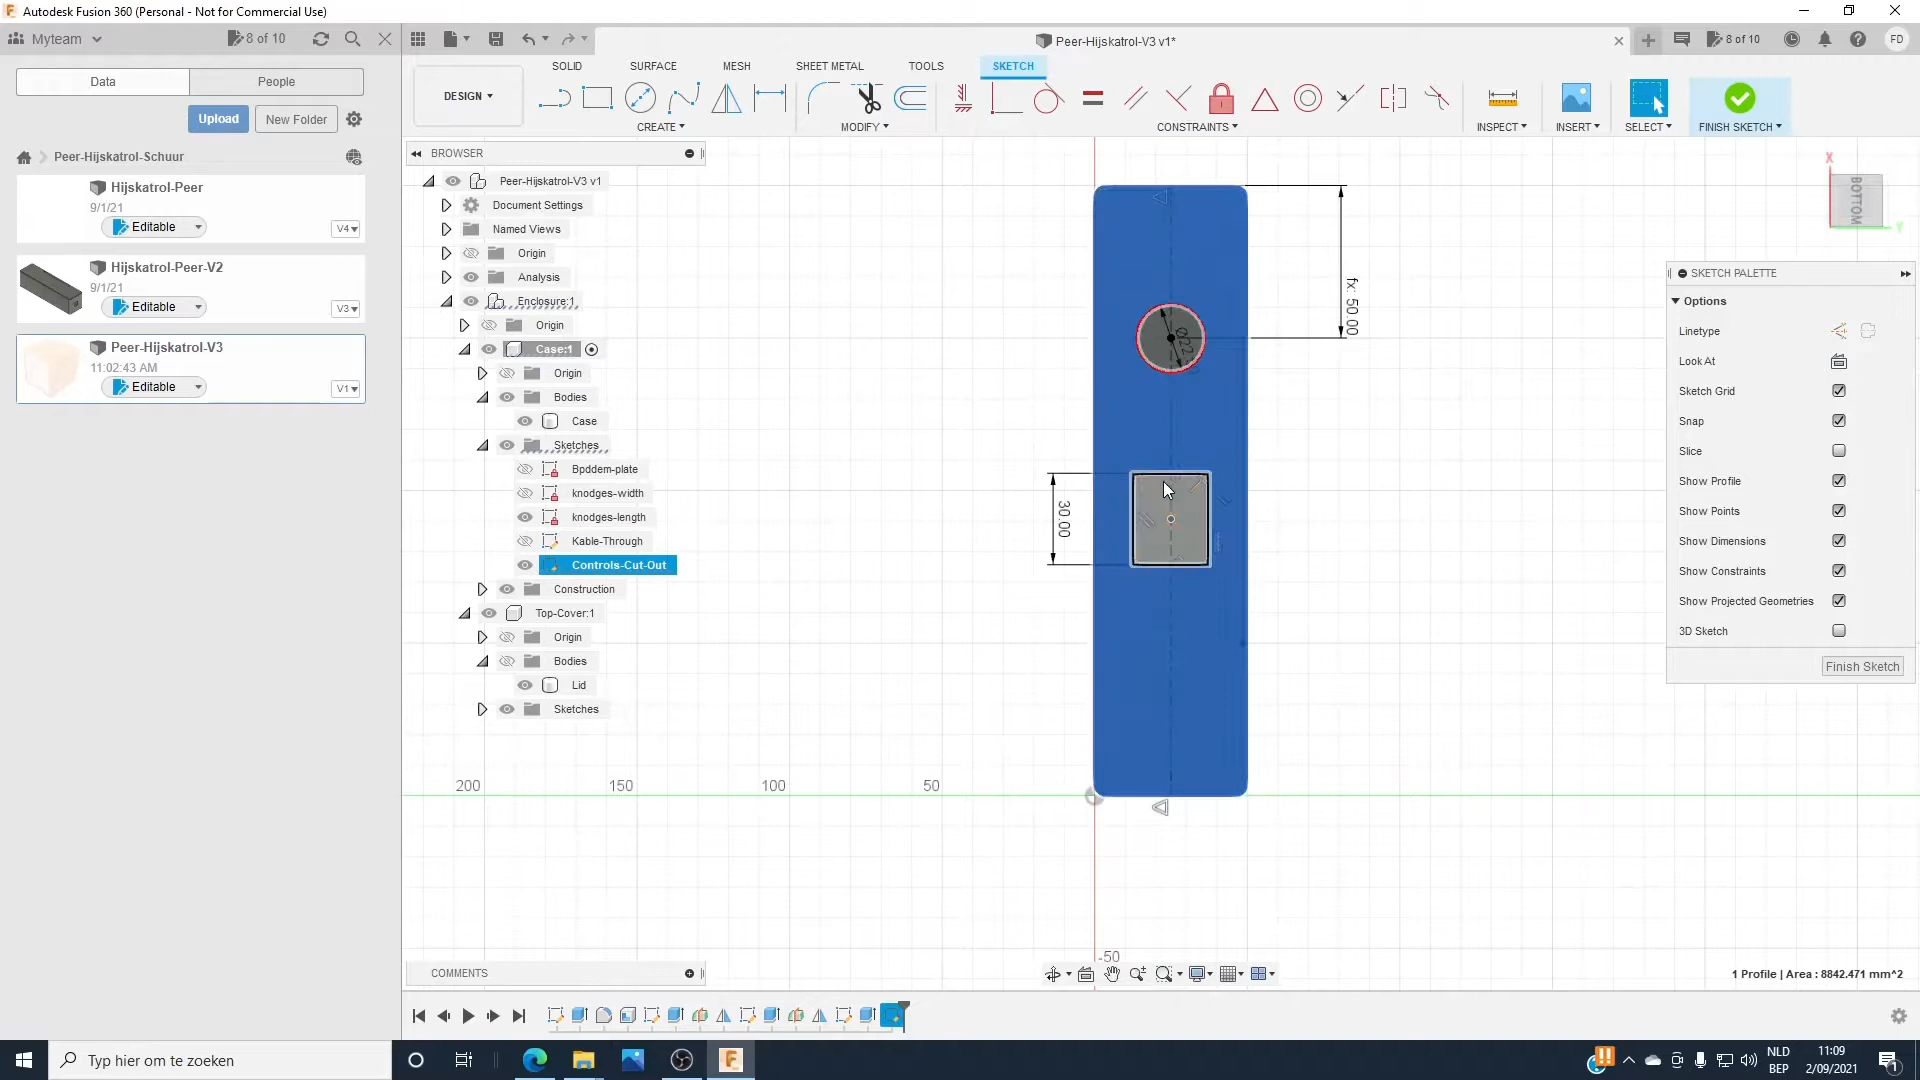 Autodesk Fusion 360 (Personal - Not for Commercial Use)
Myteam
8 of 10
Peer-Hijskatrol-V3 v1*
8 of 10
FD
Data
People
Upload
New Folder
Peer-Hijskatrol-Schuur
Hijskatrol-Peer
9/1/21
Editable
V4
Hijskatrol-Peer-V2
9/1/21
Editable
V3
Peer-Hijskatrol-V3
11:02:43 AM
Editable
V1
DESIGN
SOLID
SURFACE
MESH
SHEET METAL
TOOLS
SKETCH
CREATE
MODIFY
CONSTRAINTS
INSPECT
INSERT
SELECT
FINISH SKETCH
BROWSER
Peer-Hijskatrol-V3 v1
Document Settings
Named Views
Origin
Analysis
Enclosure:1
Origin
Case:1
Origin
Bodies
Case
Sketches
Bpddem-plate
knodges-width
knodges-length
Kable-Through
Controls-Cut-Out
Construction
Top-Cover:1
Origin
Bodies
Lid
Sketches
fx: 50.00
30.00
200
150
100
50
-50
X
BOTTOM
Y
SKETCH PALETTE
Options
Linetype
Look At
Sketch Grid
Snap
Slice
Show Profile
Show Points
Show Dimensions
Show Constraints
Show Projected Geometries
3D Sketch
Finish Sketch
COMMENTS
1 Profile | Area : 8842.471 mm^2
Typ hier om te zoeken
NLD
BEP
11:09
2/09/2021
1